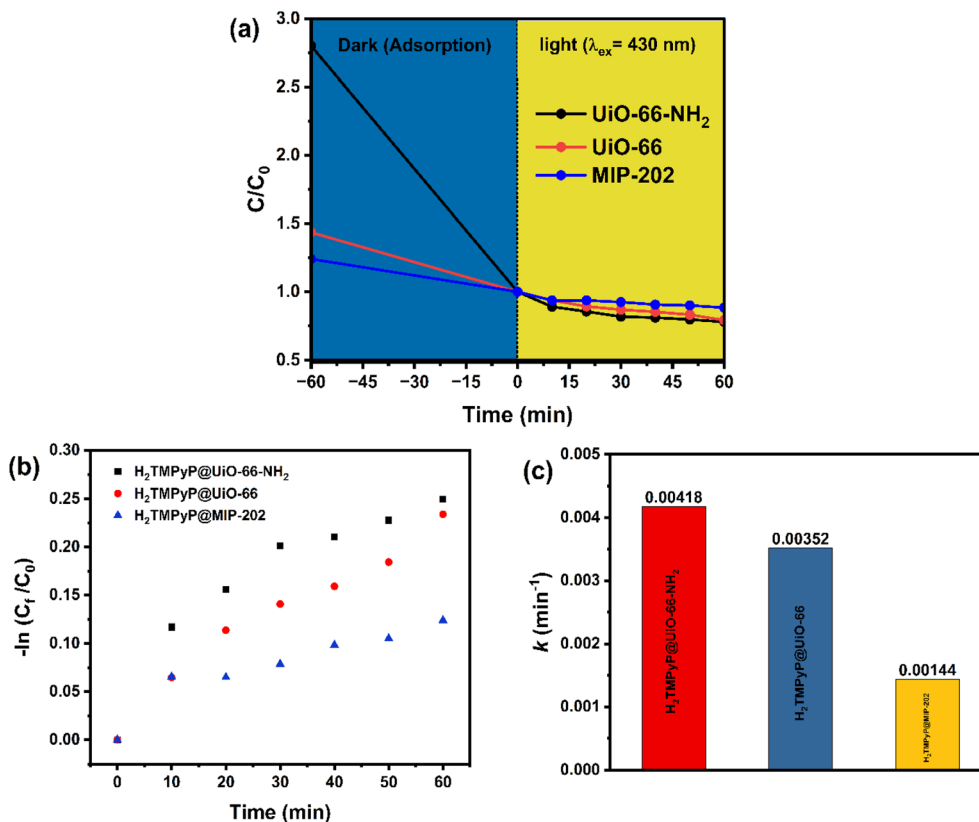 (a)
Dark (Adsorption)
light (λex= 430 nm)
UiO-66-NH2
UiO-66
MIP-202
3.0
2.5
2.0
1.5
1.0
0.5
C/C0
−60 −45 −30 −15 0 15 30 45 60
Time (min)
(b)
H2TMPyP@UiO-66-NH2
H2TMPyP@UiO-66
H2TMPyP@MIP-202
0.30
0.25
0.20
0.15
0.10
0.05
0.00
-ln (Cf /C0)
0 10 20 30 40 50 60
Time (min)
(c)
0.005
0.004
0.003
0.002
0.001
0.000
k (min-1)
0.00418
H2TMPyP@UiO-66-NH2
0.00352
H2TMPyP@UiO-66
0.00144
H2TMPyP@MIP-202